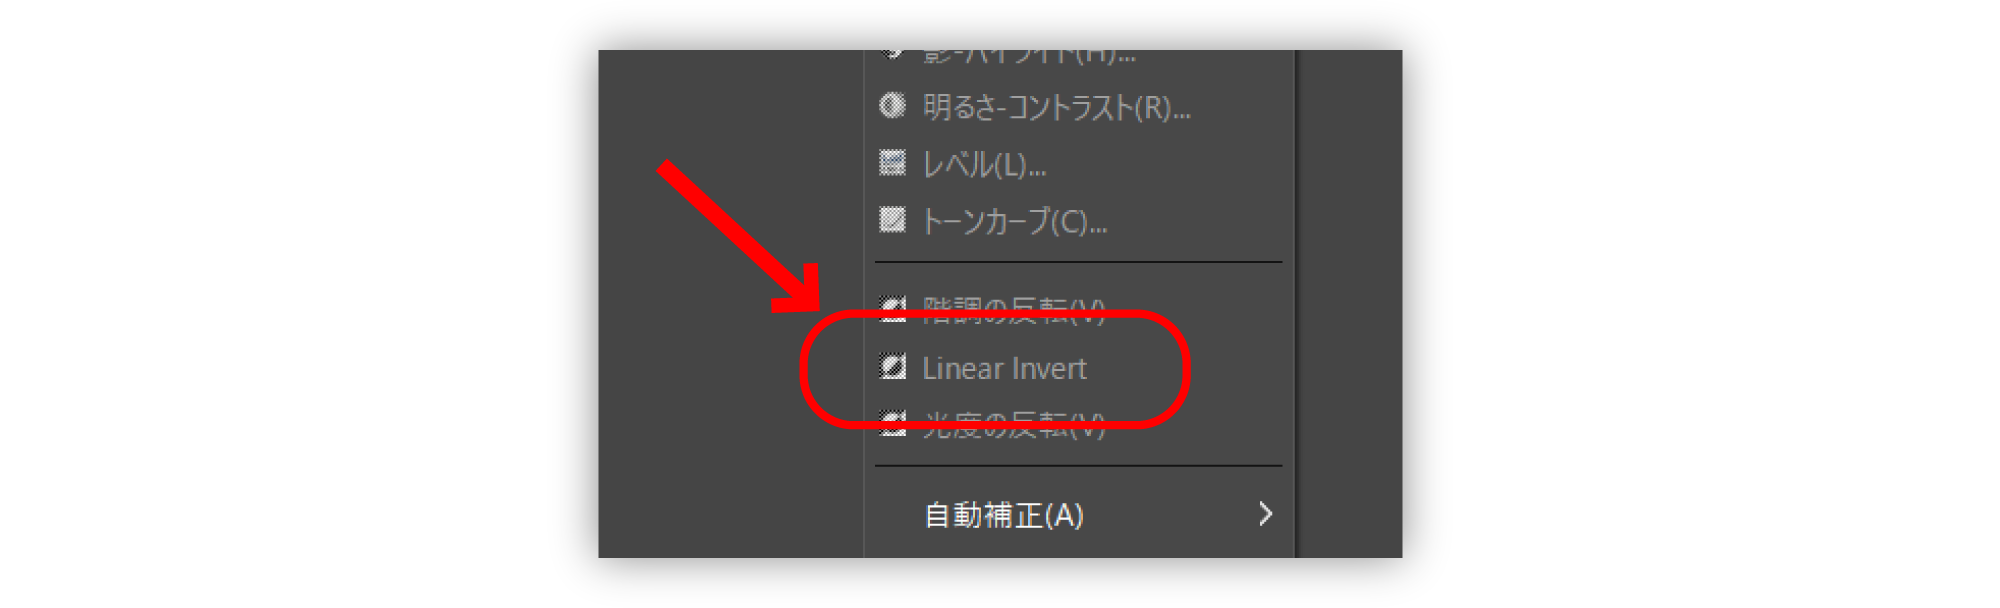 影-ハイライト(H)...
明るさ-コントラスト(R)...
レベル(L)...
トーンカーブ(C)...
階調の反転(V)
Linear Invert
光度の反転(V)
自動補正(A)